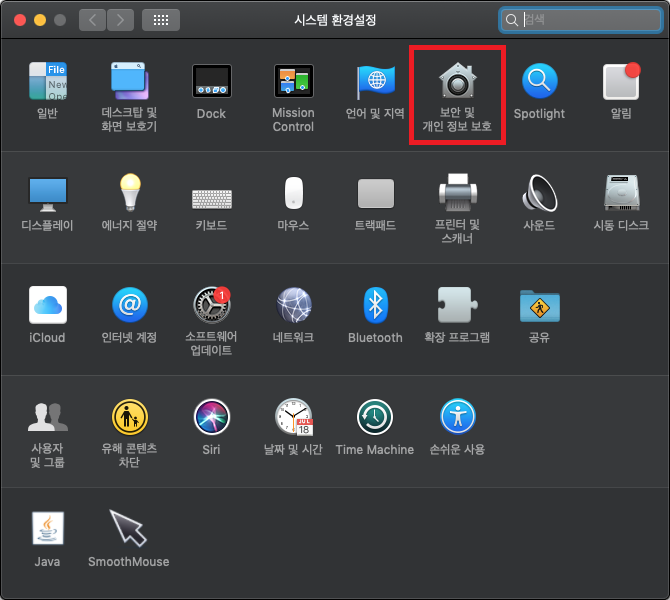 시스템 환경설정
검색
File
New
Ope
일반
데스크탑 및
화면 보호기
Dock
Mission
Control
언어 및 지역
보안 및
개인 정보 보호
Spotlight
알림
디스플레이
에너지 절약
키보드
마우스
트랙패드
프린터 및
스캐너
사운드
시동 디스크
iCloud
@
인터넷 계정
1
소프트웨어
업데이트
네트워크
Bluetooth
확장 프로그램
공유
사용자
및 그룹
유해 콘텐츠
차단
Siri
JUL
18
날짜 및 시간
Time Machine
손쉬운 사용
Java
Java
SmoothMouse